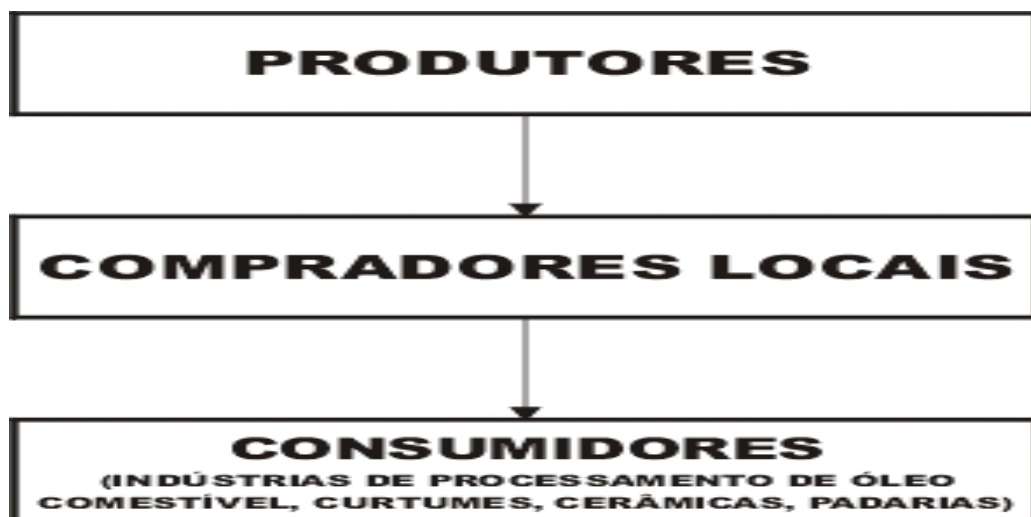 PRODUTORES
COMPRADORES LOCAIS
CONSUMIDORES
(INDÚSTRIAS DE PROCESSAMENTO DE ÓLEO
COMESTÍVEL, CURTUMES, CERÂMICAS, PADARIAS)